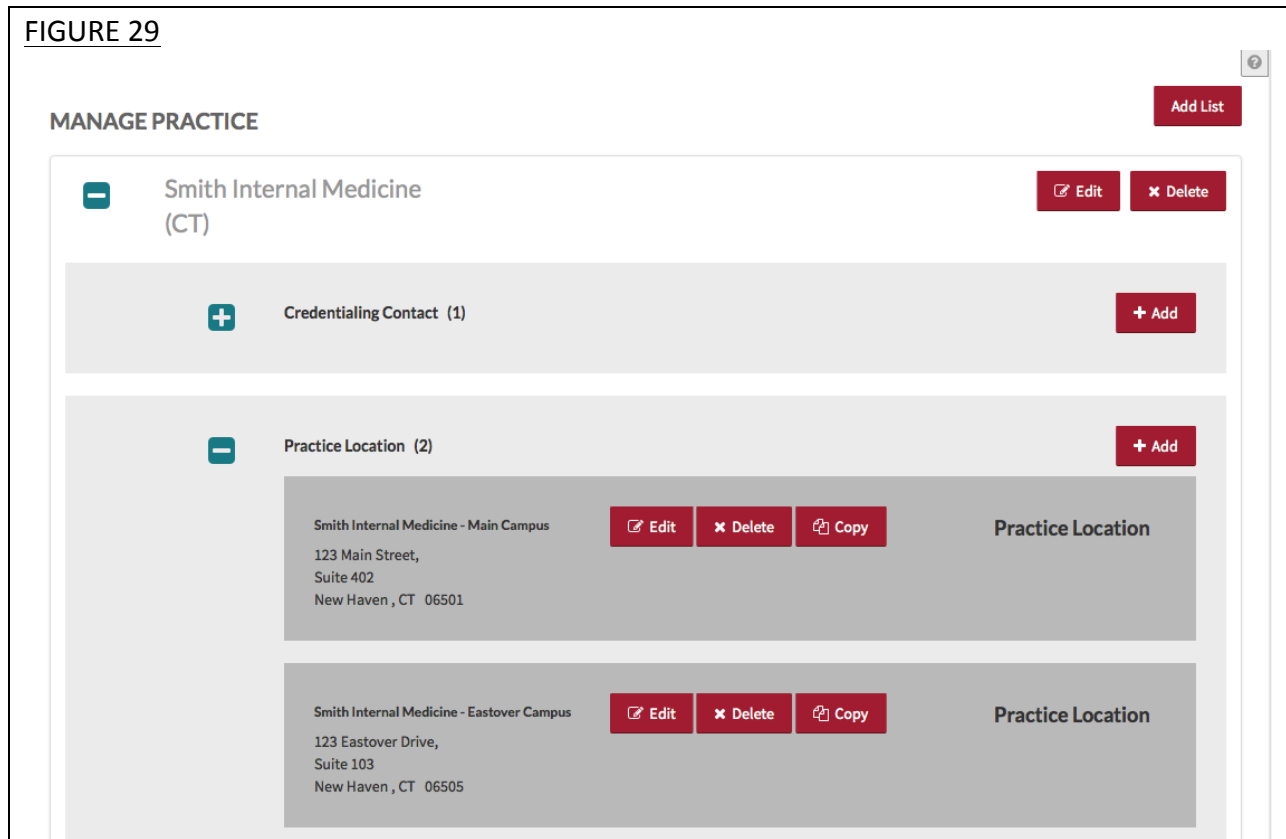 FIGURE 29
?
Add List
MANAGE PRACTICE
Smith Internal Medicine
(CT)
Edit
Delete
Credentialing Contact (1)
Add
Practice Location (2)
Add
Smith Internal Medicine - Main Campus
Edit
Delete
Copy
Practice Location
123 Main Street,
Suite 402
New Haven , CT 06501
Smith Internal Medicine - Eastover Campus
Edit
Delete
Copy
Practice Location
123 Eastover Drive,
Suite 103
New Haven , CT 06505